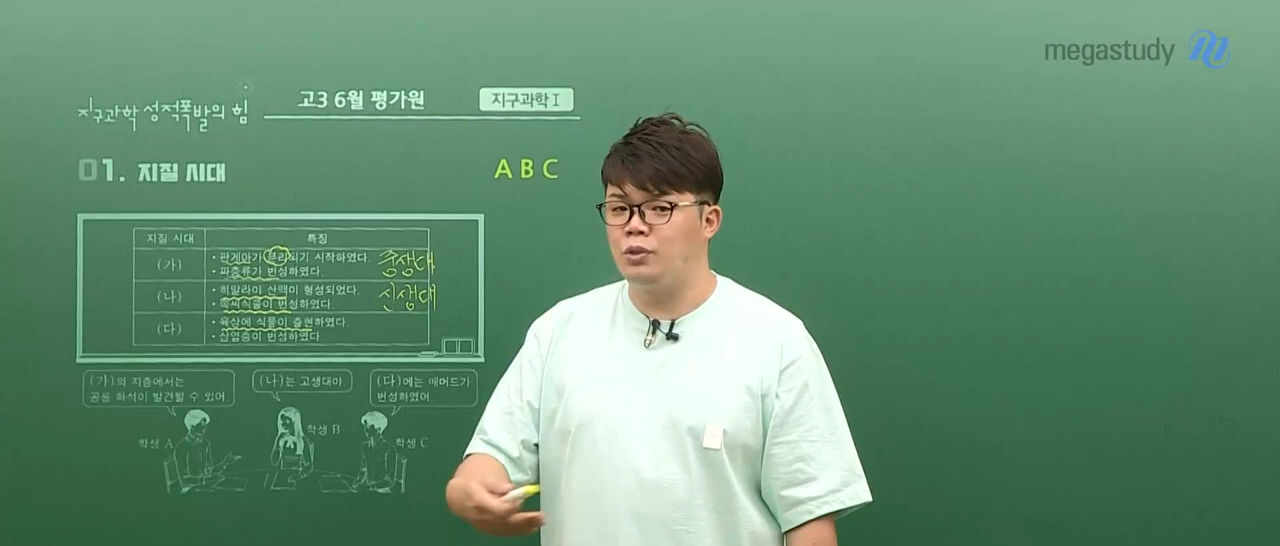 megastudy
지구과학 성적폭발의 힘
고3 6월 평가원
지구과학Ⅰ
01. 지질 시대
A B C
지질 시대
특징
(가)
• 판게아가 분리되기 시작하였다.
• 파충류가 번성하였다.
중생대
(나)
• 히말라야 산맥이 형성되었다.
• 속씨식물이 번성하였다.
신생대
(다)
• 육상에 식물이 출현하였다.
• 삼엽충이 번성하였다.
(가)의 지층에서는
공룡 화석이 발견될 수 있어.
(나)는 고생대야.
(다)에는 매머드가
번성하였어.
학생 A
학생 B
학생 C